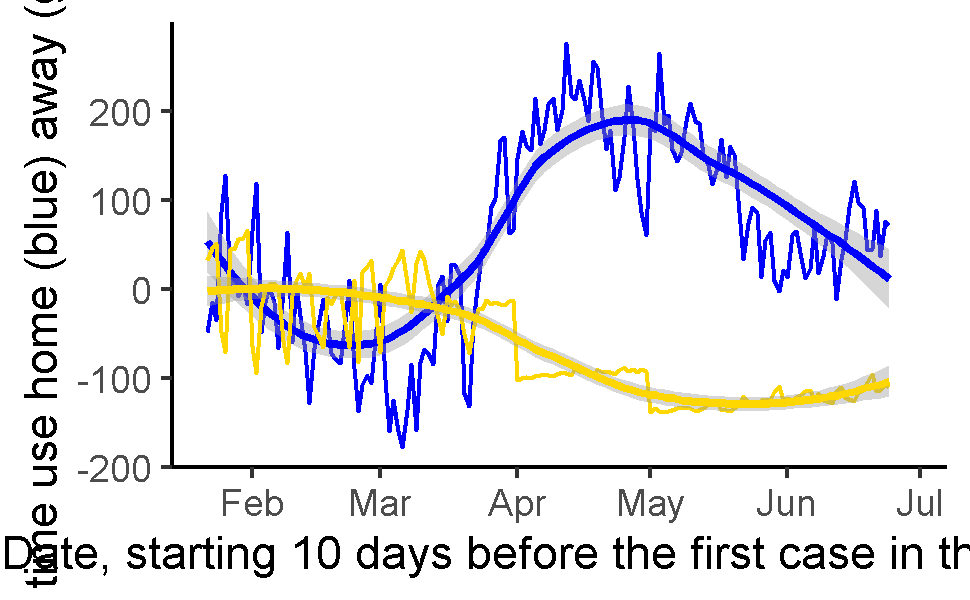 time use home (blue) away (
200
100
0
-100
-200
Feb Mar Apr May Jun Jul
Date, starting 10 days before the first case in th